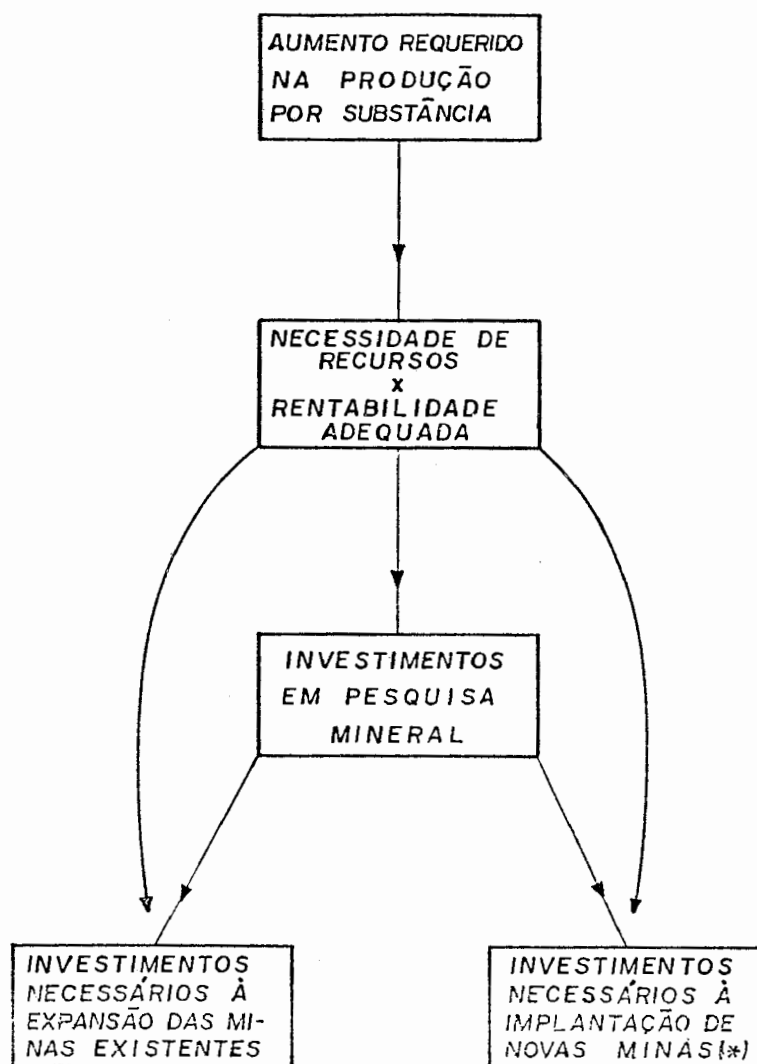 AUMENTO REQUERIDO
NA PRODUÇÃO
POR SUBSTÂNCIA
NECESSIDADE DE
RECURSOS
x
RENTABILIDADE
ADEQUADA
INVESTIMENTOS
EM PESQUISA
MINERAL
INVESTIMENTOS
NECESSÁRIOS À
EXPANSÃO DAS MI-
NAS EXISTENTES
INVESTIMENTOS
NECESSÁRIOS À
IMPLANTAÇÃO DE
NOVAS MINAS(*)